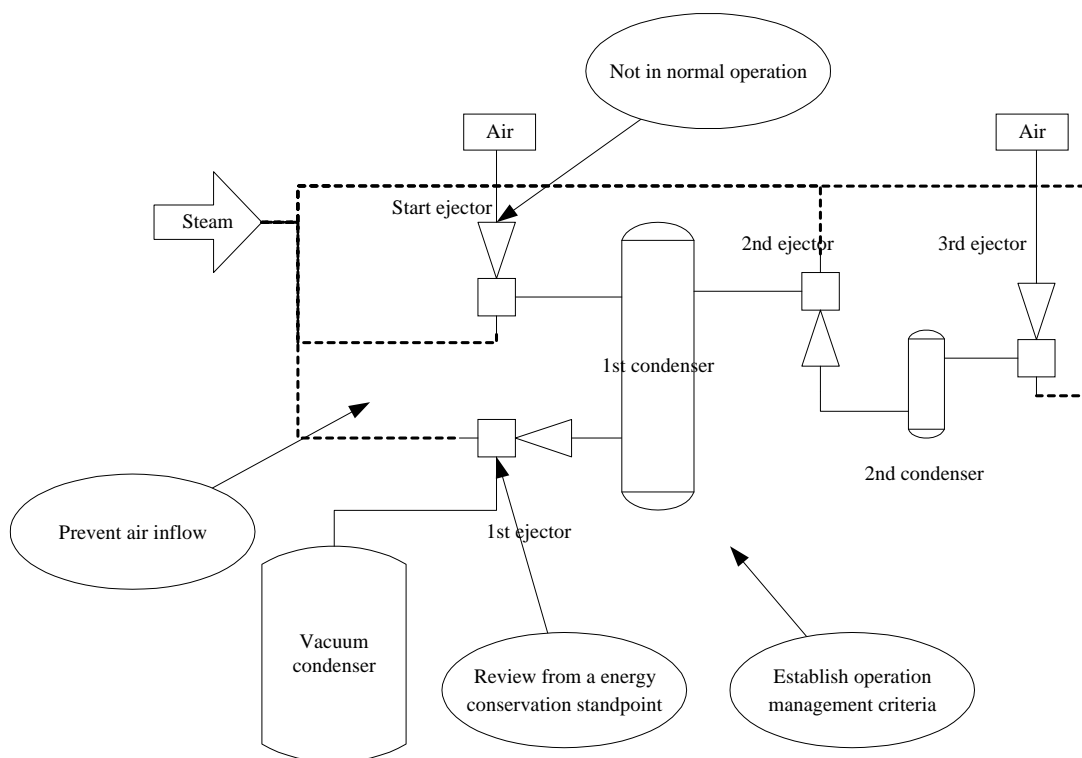 Not in normal operation
Air
Air
Steam
Start ejector
2nd ejector
3rd ejector
1st condenser
2nd condenser
Prevent air inflow
1st ejector
Vacuum
condenser
Review from a energy
conservation standpoint
Establish operation
management criteria